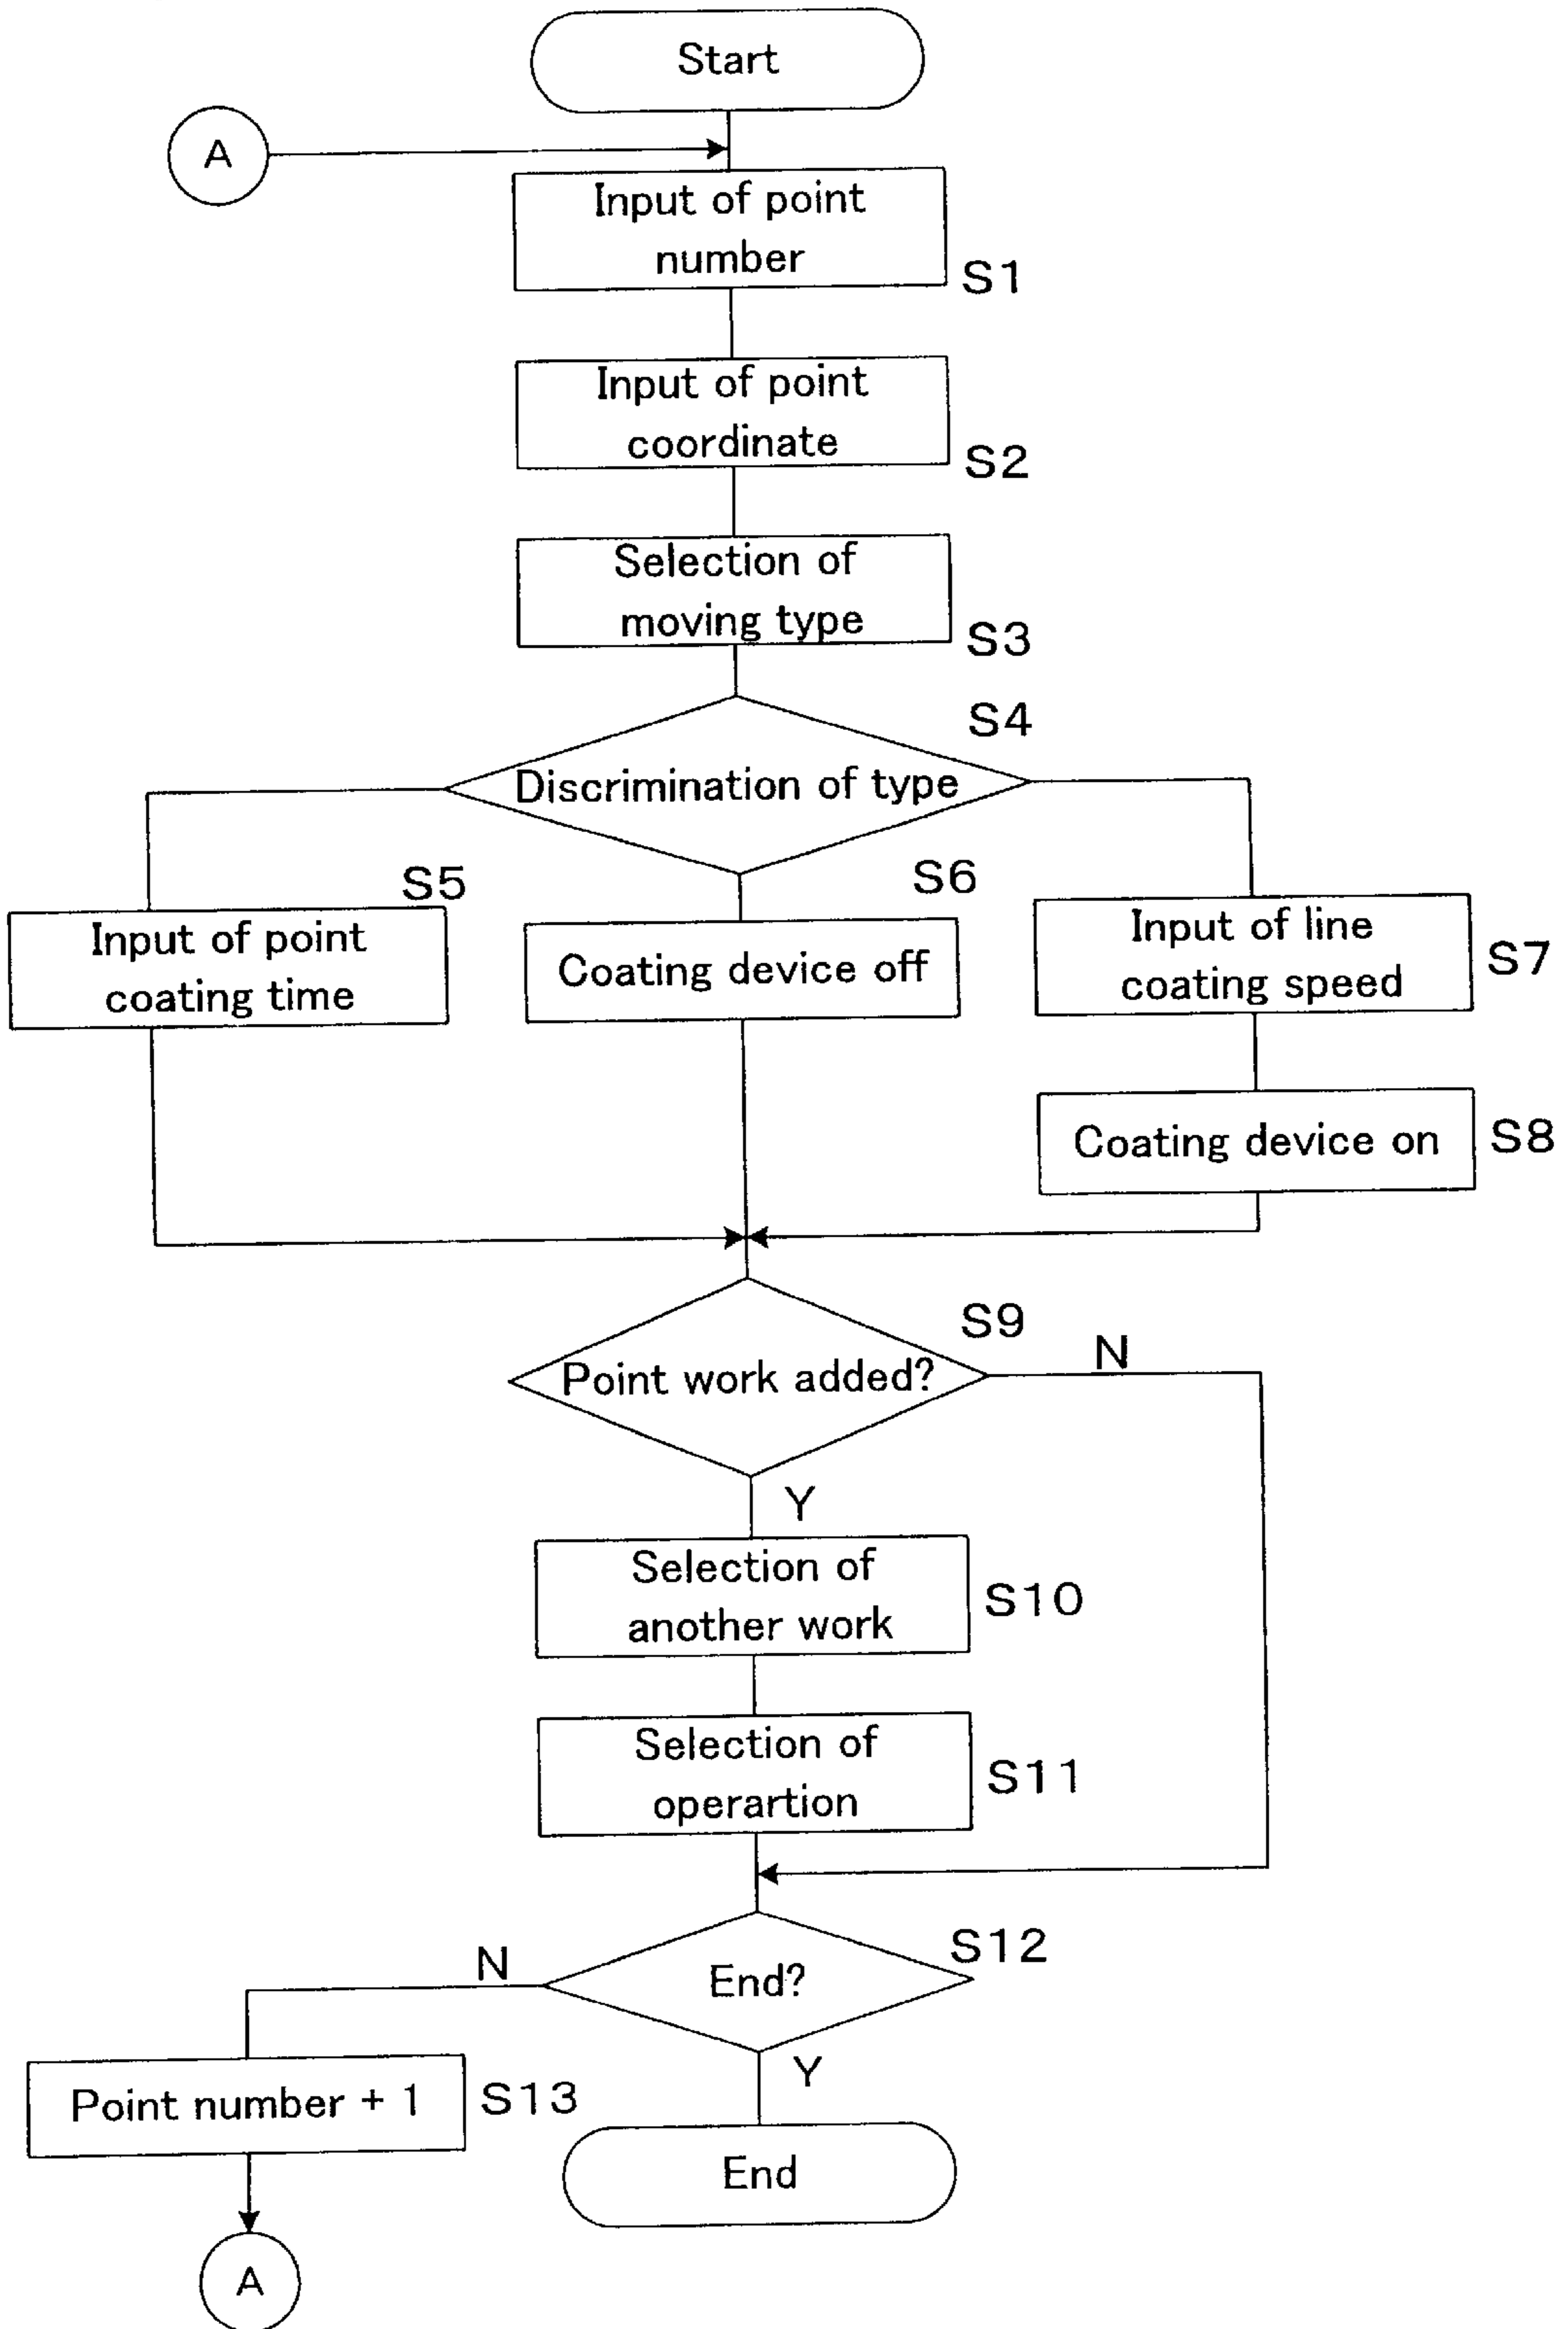 Start
A
Input of point
number
S1
Input of point
coordinate
S2
Selection of
moving type
S3
S4
Discrimination of type
S5
Input of point
coating time
S6
Coating device off
Input of line
coating speed
S7
Coating device on
S8
S9
Point work added?
N
Y
Selection of
another work
S10
Selection of
operartion
S11
S12
N
End?
Y
Point number + 1
S13
End
A